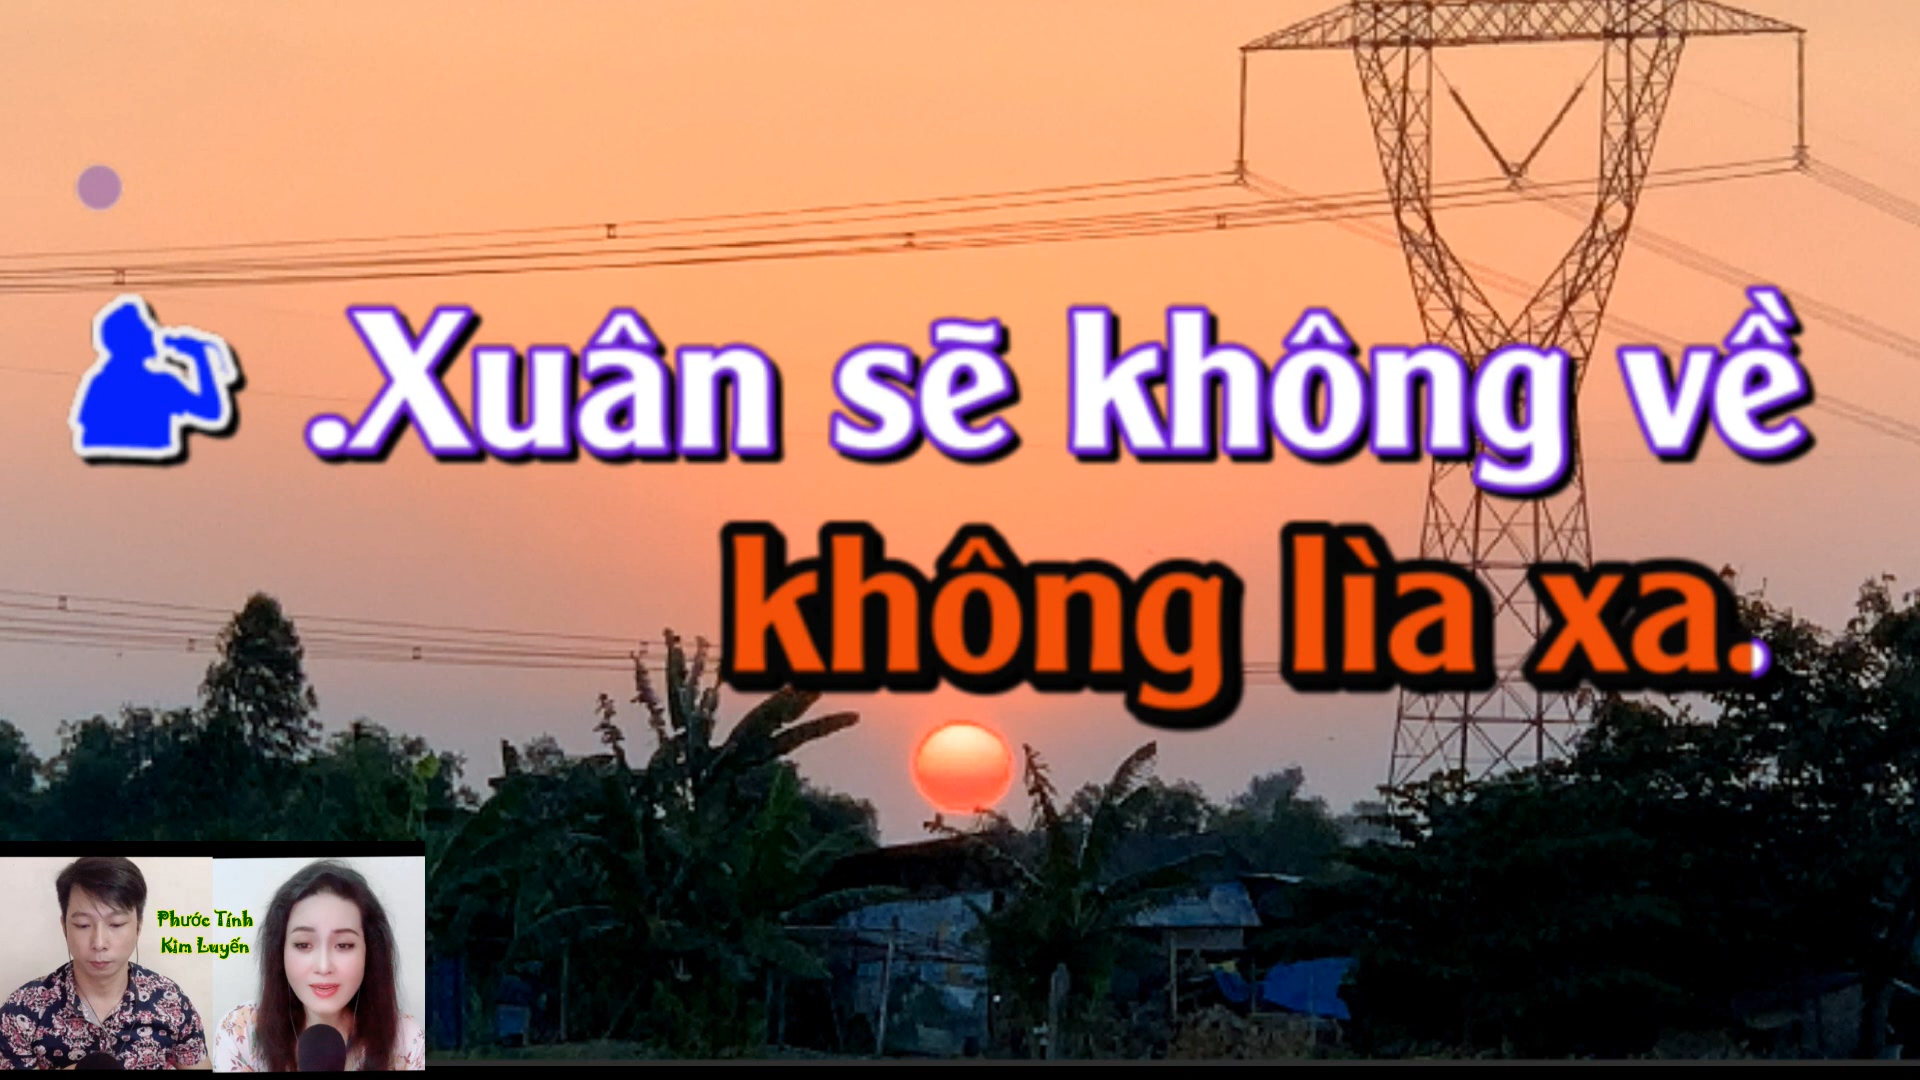 .Xuân sẽ không về
không lìa xa.
Phước Tính
Kim Luyến